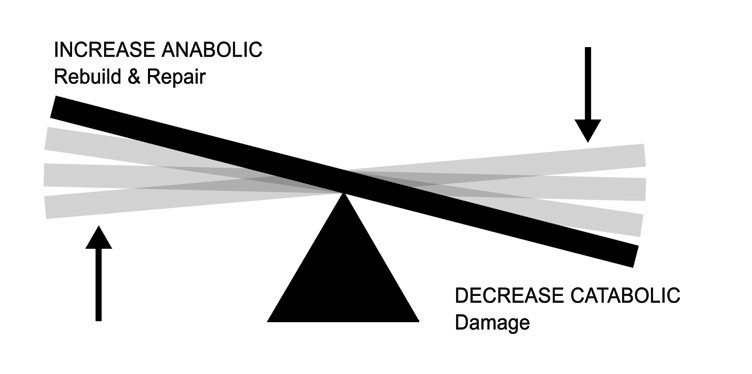 INCREASE ANABOLIC
Rebuild & Repair
DECREASE CATABOLIC
Damage